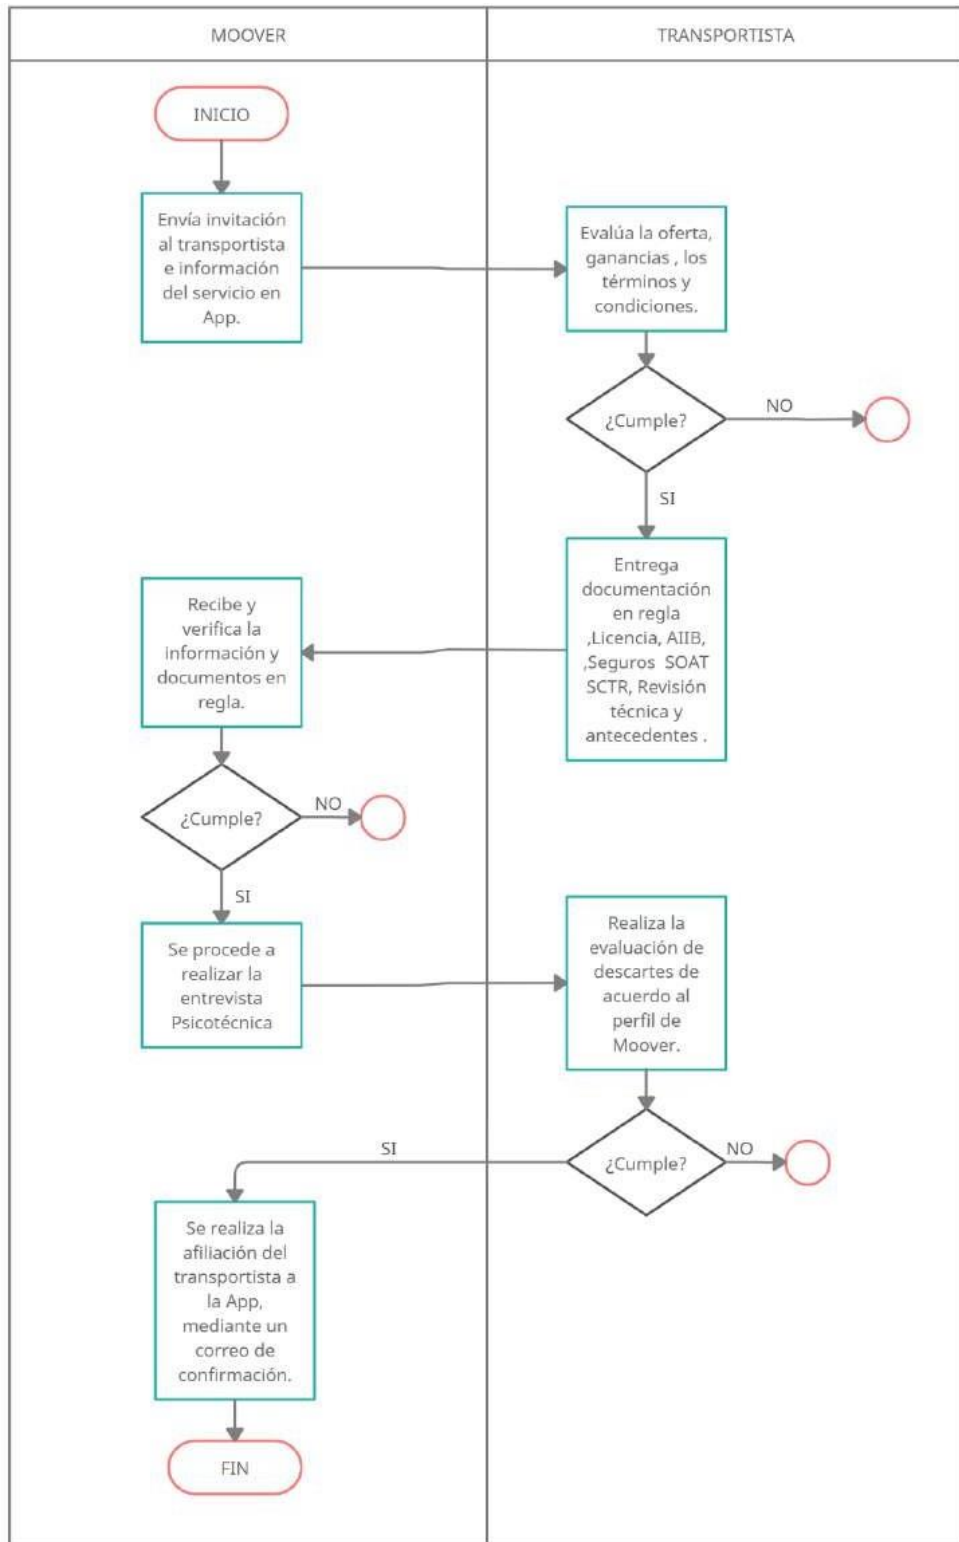 MOOVER
TRANSPORTISTA
INICIO
Envía invitación
al transportista
e información
del servicio en
App.
Evalúa la oferta,
ganancias , los
términos y
condiciones.
¿Cumple?
NO
SI
Entrega
documentación
en regla
,Licencia, AIIB,
,Seguros SOAT
SCTR, Revisión
técnica y
antecedentes .
Recibe y
verifica la
información y
documentos en
regla.
¿Cumple?
NO
SI
Se procede a
realizar la
entrevista
Psicotécnica
Realiza la
evaluación de
descartes de
acuerdo al
perfil de
Moover.
¿Cumple?
NO
SI
Se realiza la
afiliación del
transportista a
la App,
mediante un
correo de
confirmación.
FIN